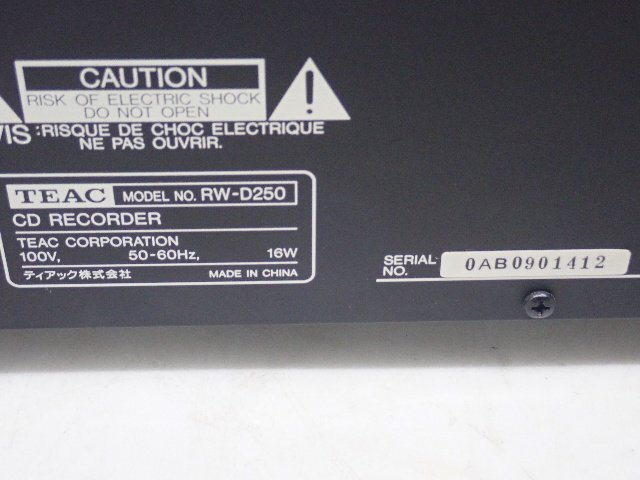 CAUTION
RISK OF ELECTRIC SHOCK
DO NOT OPEN
VIS :RISQUE DE CHOC ELECTRIQUE
NE PAS OUVRIR.
TEAC MODEL NO. RW-D250
CD RECORDER
TEAC CORPORATION
100V, 50-60Hz, 16W
ティアック株式会社 MADE IN CHINA
SERIAL
NO.
0AB0901412